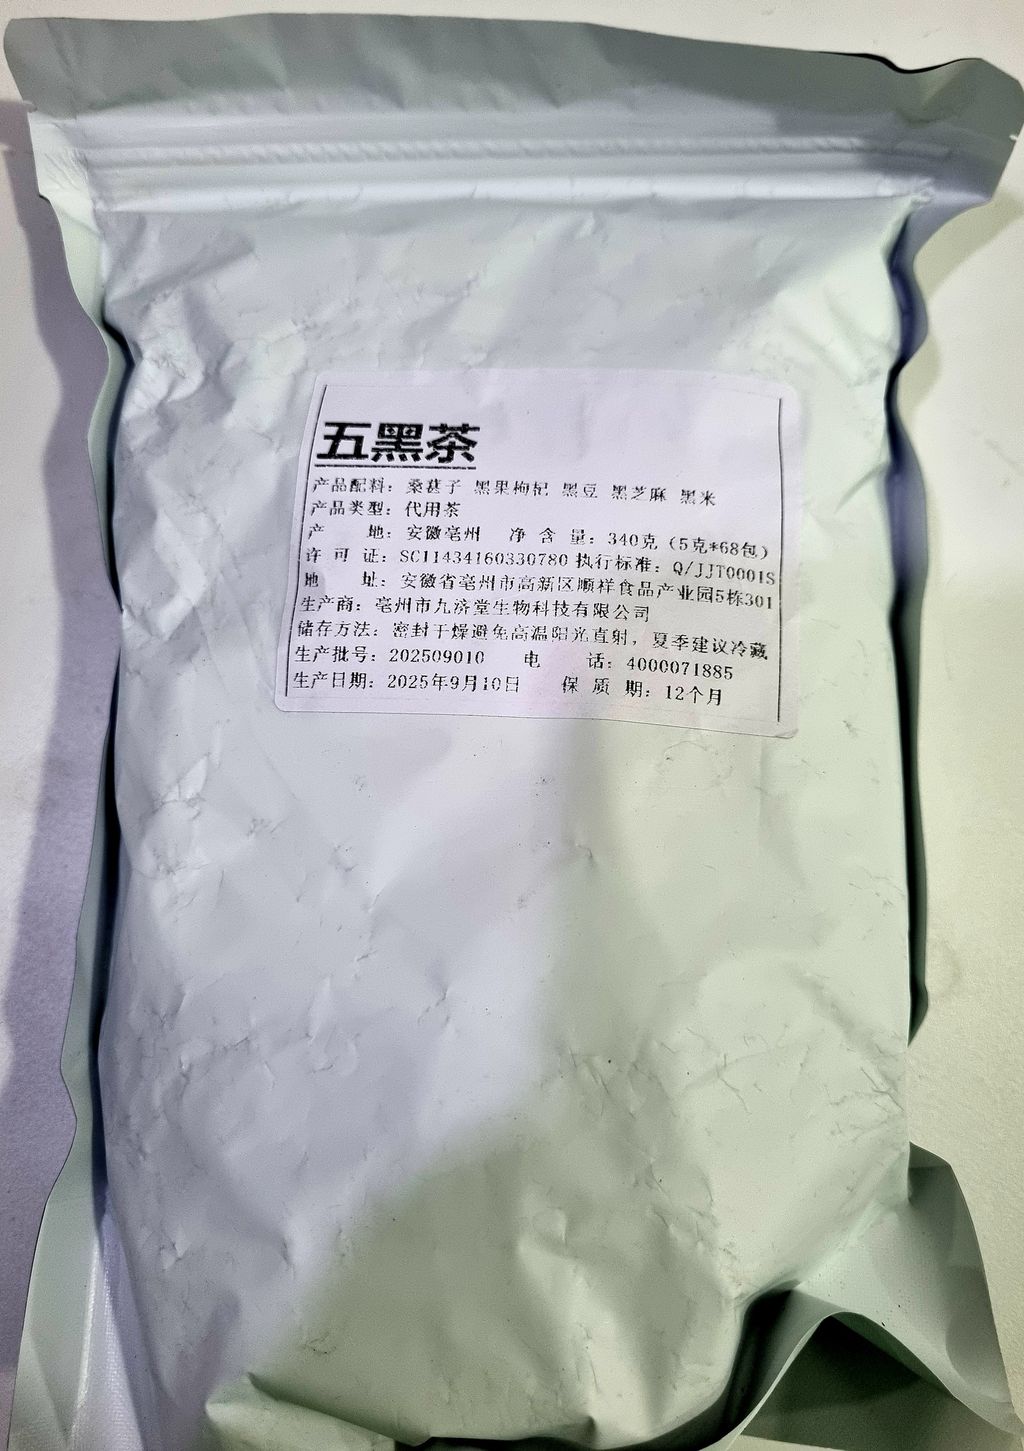 五黑茶
产品配料：桑葚子 黑果枸杞 黑豆 黑芝麻 黑米
产品类型：代用茶
产 地：安徽亳州 净 含 量：340克（5克*68包）
许 可 证：SC11434160330780 执行标准：Q/JJT0001S
地 址：安徽省亳州市高新区顺祥食品产业园5栋301
生产商：亳州市九济堂生物科技有限公司
储存方法：密封干燥避免高温阳光直射，夏季建议冷藏
生产批号：202509010 电 话：4000071885
生产日期：2025年9月10日 保 质 期：12个月